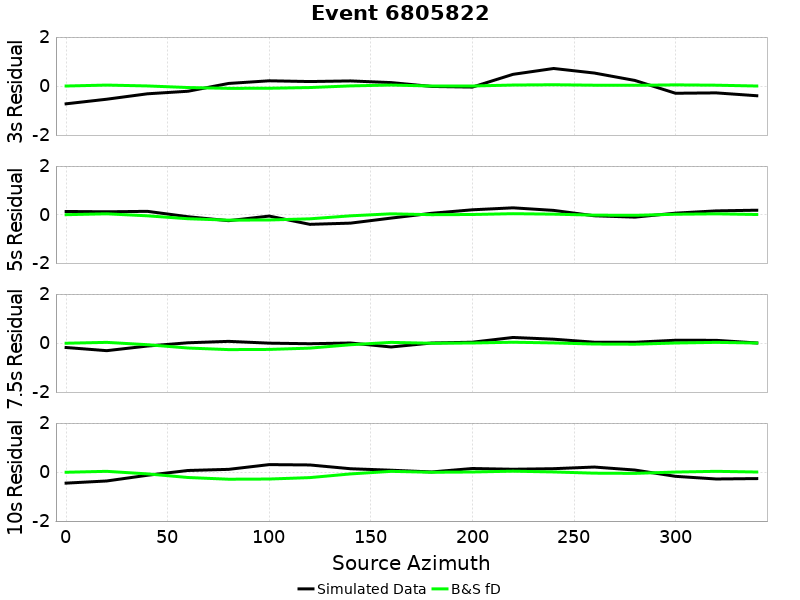 Event 6805822
3s Residual
2
0
-2
5s Residual
2
0
-2
7.5s Residual
2
0
-2
10s Residual
2
0
-2
0 50 100 150 200 250 300
Source Azimuth
Simulated Data B&S fD